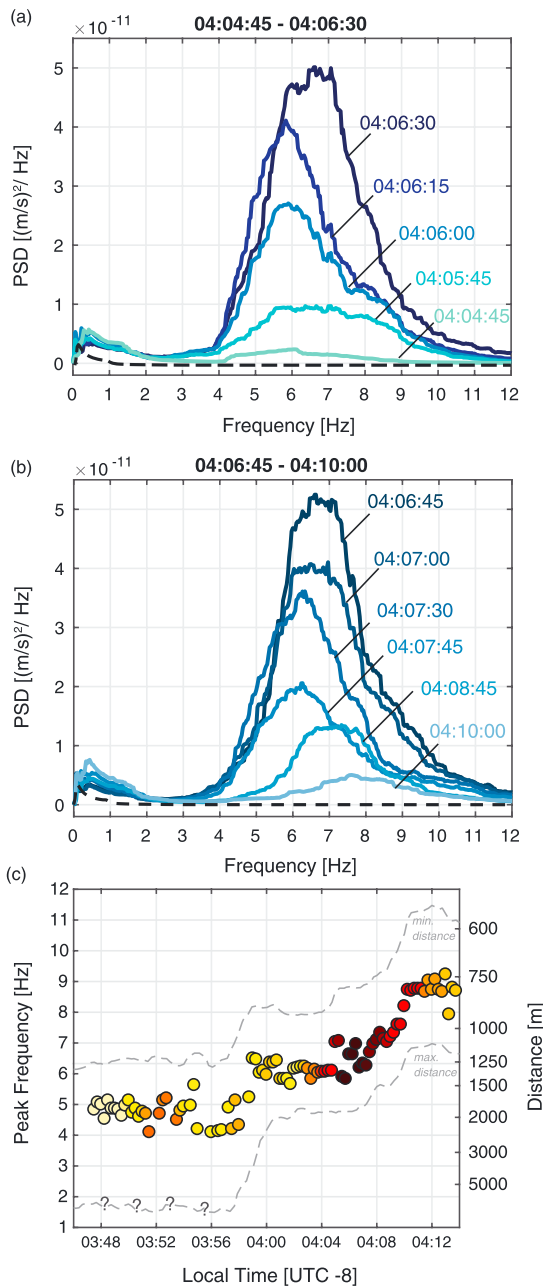 (a)
04:04:45 - 04:06:30
×10 -11
5
4
3
2
1
0
PSD [(m/s)²/ Hz]
04:06:30
04:06:15
04:06:00
04:05:45
04:04:45
0 1 2 3 4 5 6 7 8 9 10 11 12
Frequency [Hz]
(b)
04:06:45 - 04:10:00
×10 -11
5
4
3
2
1
0
PSD [(m/s)²/ Hz]
04:06:45
04:07:00
04:07:30
04:07:45
04:08:45
04:10:00
0 1 2 3 4 5 6 7 8 9 10 11 12
Frequency [Hz]
(c)
12
11
10
9
8
7
6
5
4
3
2
1
Peak Frequency [Hz]
min.
distance
max.
distance
? ? ? ?
600
750
1000
1250
1500
2000
3000
5000
Distance [m]
03:48 03:52 03:56 04:00 04:04 04:08 04:12
Local Time [UTC -8]